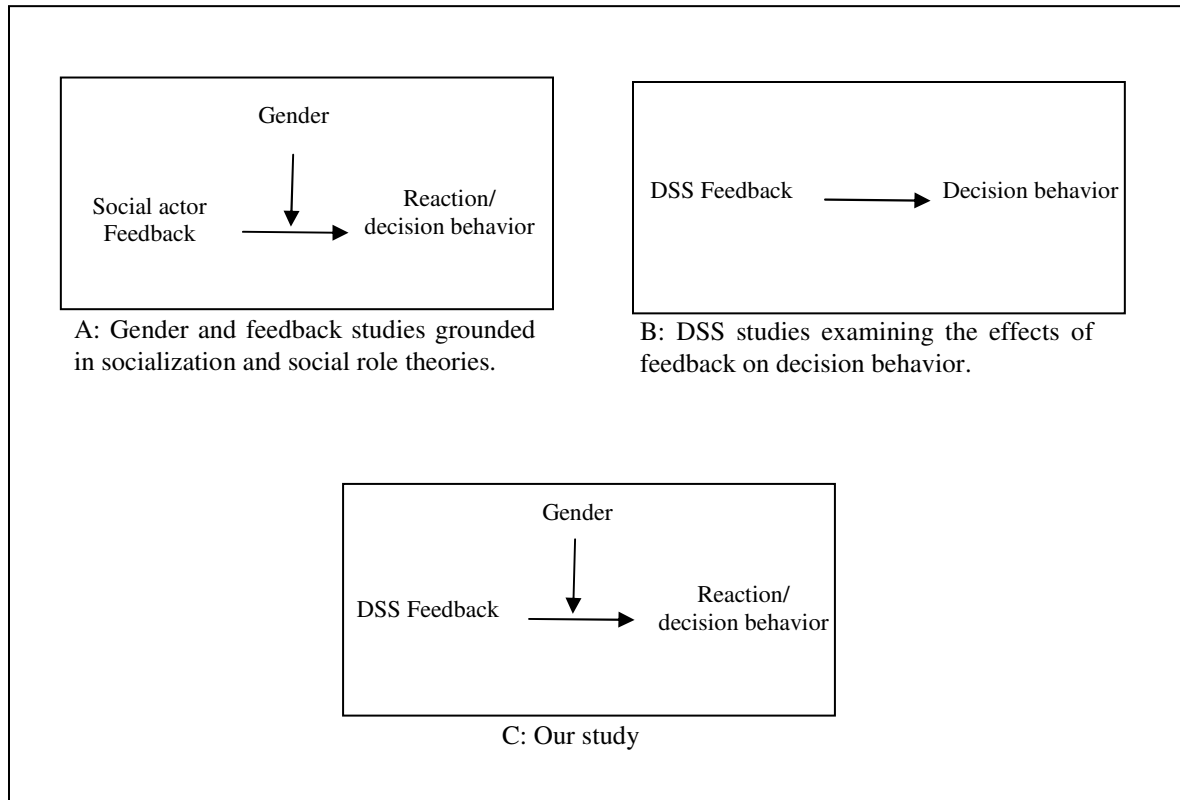 Gender
Social actor
Feedback
Reaction/
decision behavior
A: Gender and feedback studies grounded
in socialization and social role theories.
DSS Feedback
Decision behavior
B: DSS studies examining the effects of
feedback on decision behavior.
Gender
DSS Feedback
Reaction/
decision behavior
C: Our study